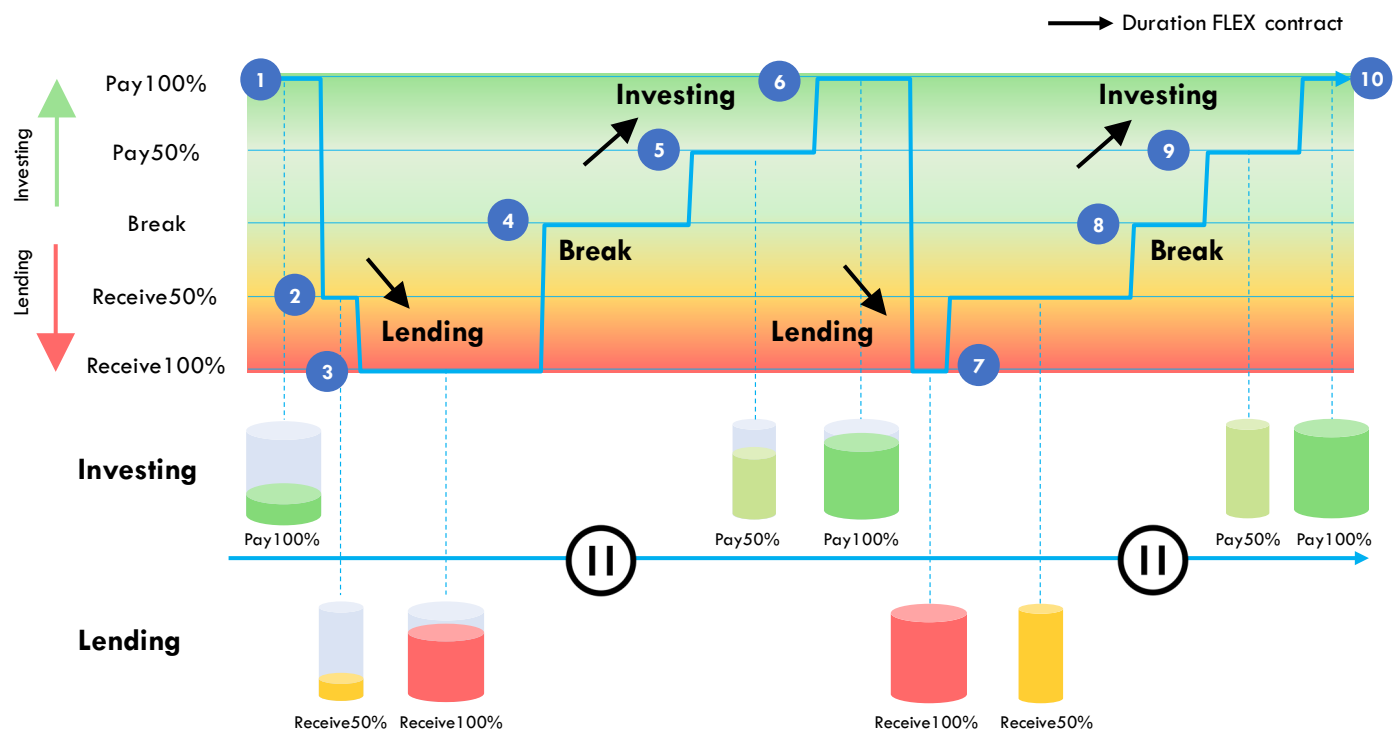 Duration FLEX contract
Investing
Lending
Pay100%
Pay50%
Break
Receive50%
Receive100%
1
2
3
4
5
6
7
8
9
10
Lending
Break
Investing
Lending
Break
Investing
Investing
Pay100%
Pay50%
Pay100%
Pay50%
Pay100%
Lending
Receive50%
Receive100%
Receive100%
Receive50%